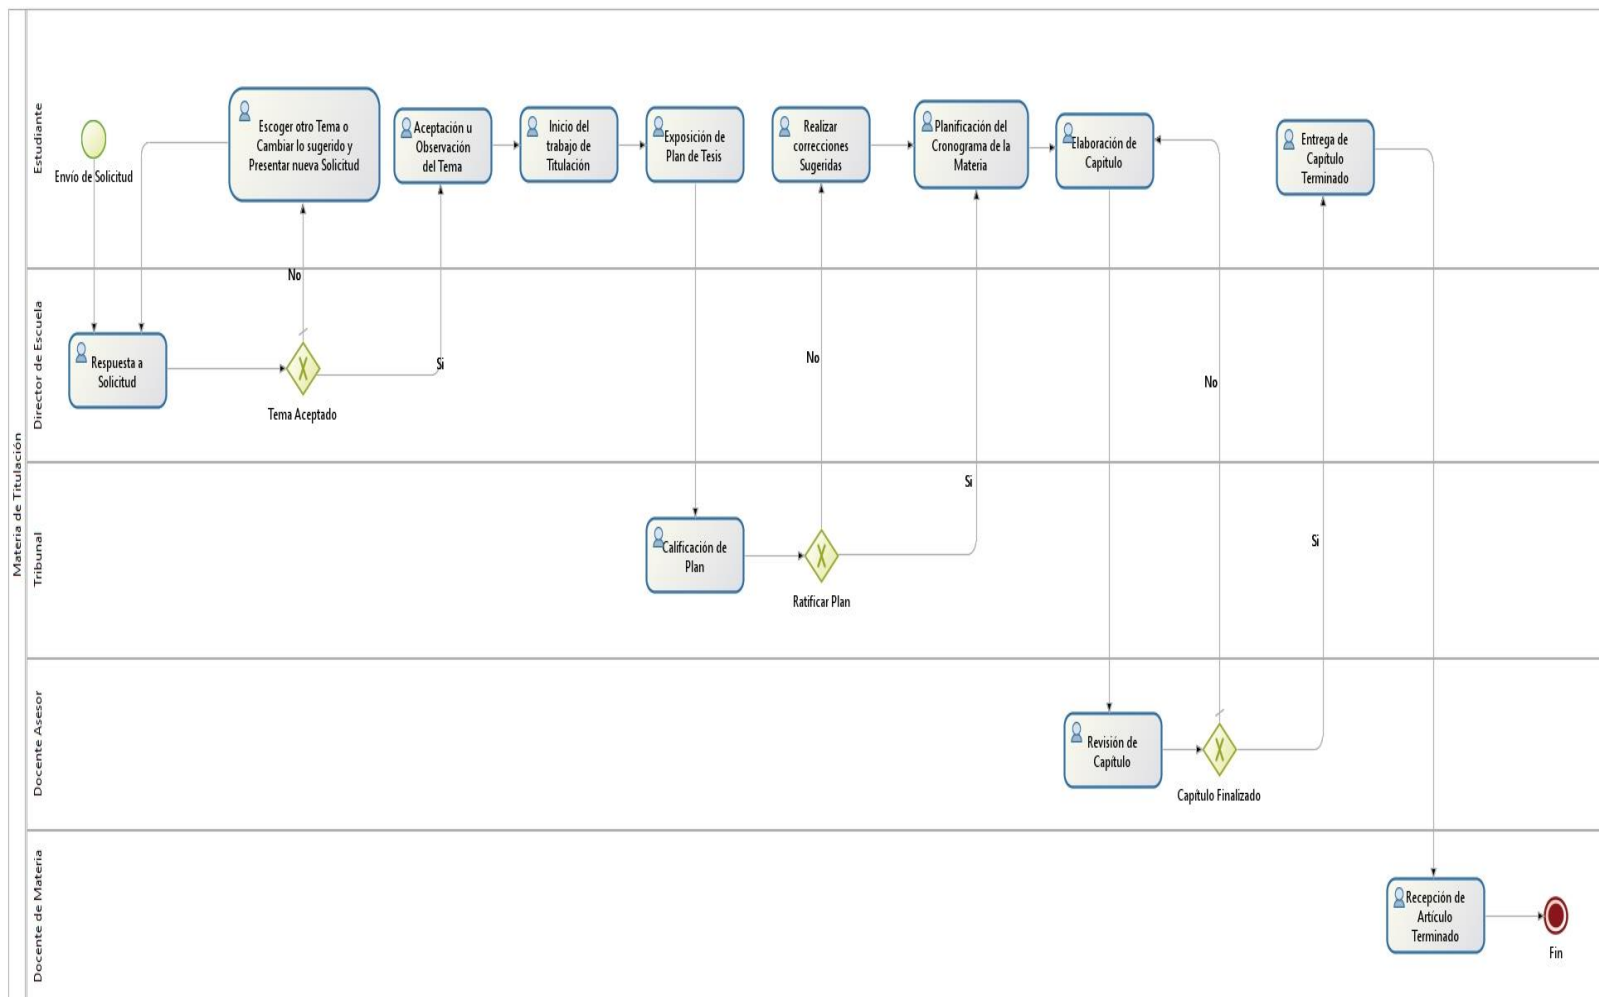 Materia de Titulación
Estudiante
Envío de Solicitud
Escoger otro Tema o
Cambiar lo sugerido y
Presentar nueva Solicitud
Aceptación u
Observación
del Tema
Inicio del
trabajo de
Titulación
Exposición de
Plan de Tesis
Realizar
correcciones
Sugeridas
Planificación del
Cronograma de la
Materia
Elaboración de
Capitulo
Entrega de
Capítulo
Terminado
Director de Escuela
No
Respuesta a
Solicitud
Tema Aceptado
Si
No
No
Tribunal
Si
Calificación de
Plan
Ratificar Plan
Si
Docente Asesor
Revisión de
Capítulo
Capítulo Finalizado
Docente de Materia
Recepción de
Artículo
Terminado
Fin